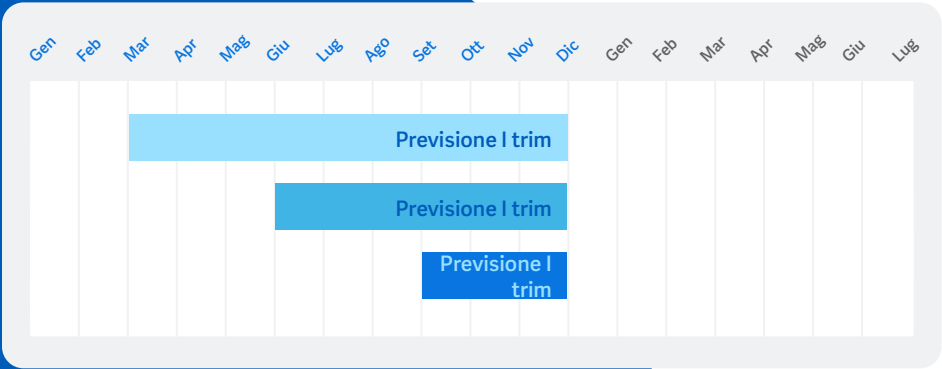 Gen Feb Mar Apr Mag Giu Lug Ago Set Ott Nov Dic Gen Feb Mar Apr Mag Giu Lug
Previsione I trim
Previsione I trim
Previsione I
trim